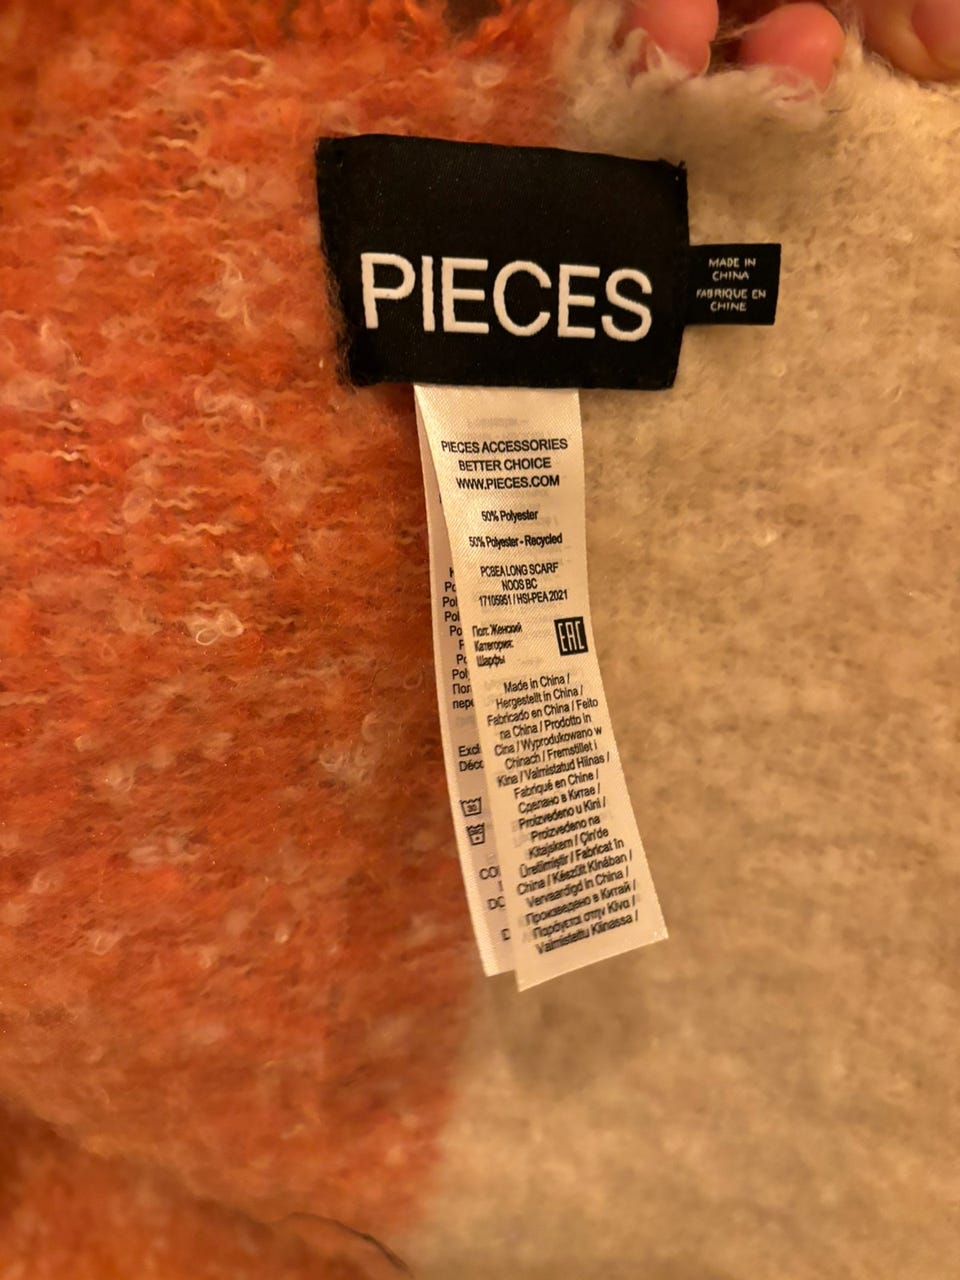 PIECES
MADE IN
CHINA
FABRIQUE EN
CHINE
PIECES ACCESSORIES
BETTER CHOICE
WWW.PIECES.COM
50% Polyester
50% Polyester - Recycled
PCBEA LONG SCARF
NOOS BC
17105951 / HSI-PEA 2021
Пол: Женский
Категория:
Шарфы
EAC
Made in China /
Hergestellt in China /
Fabricado en China / Feito
na China / Prodotto in
Cina / Wyprodukowano w
Chinach / Fremstillet i
Kina / Valmistatud Hiinas /
Fabriqué en Chine /
Сделано в Китае /
Proizvedeno u Kini /
Proizvedeno na
Kitajskem / Çin'de
Üretilmiştir / Fabricat în
China / Készült Kínában /
Vervaardigd in China /
Произведено в Китай /
Παράγεται στην Κίνα /
Valmistettu Kiinassa /
30